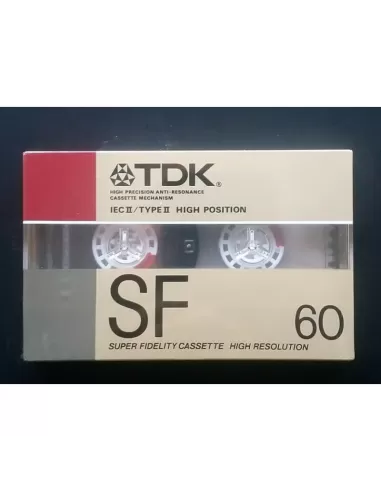 TDK®
HIGH PRECISION ANTI-RESONANCE
CASSETTE MECHANISM
IEC II/TYPE II HIGH POSITION
SF 60
SUPER FIDELITY CASSETTE HIGH RESOLUTION